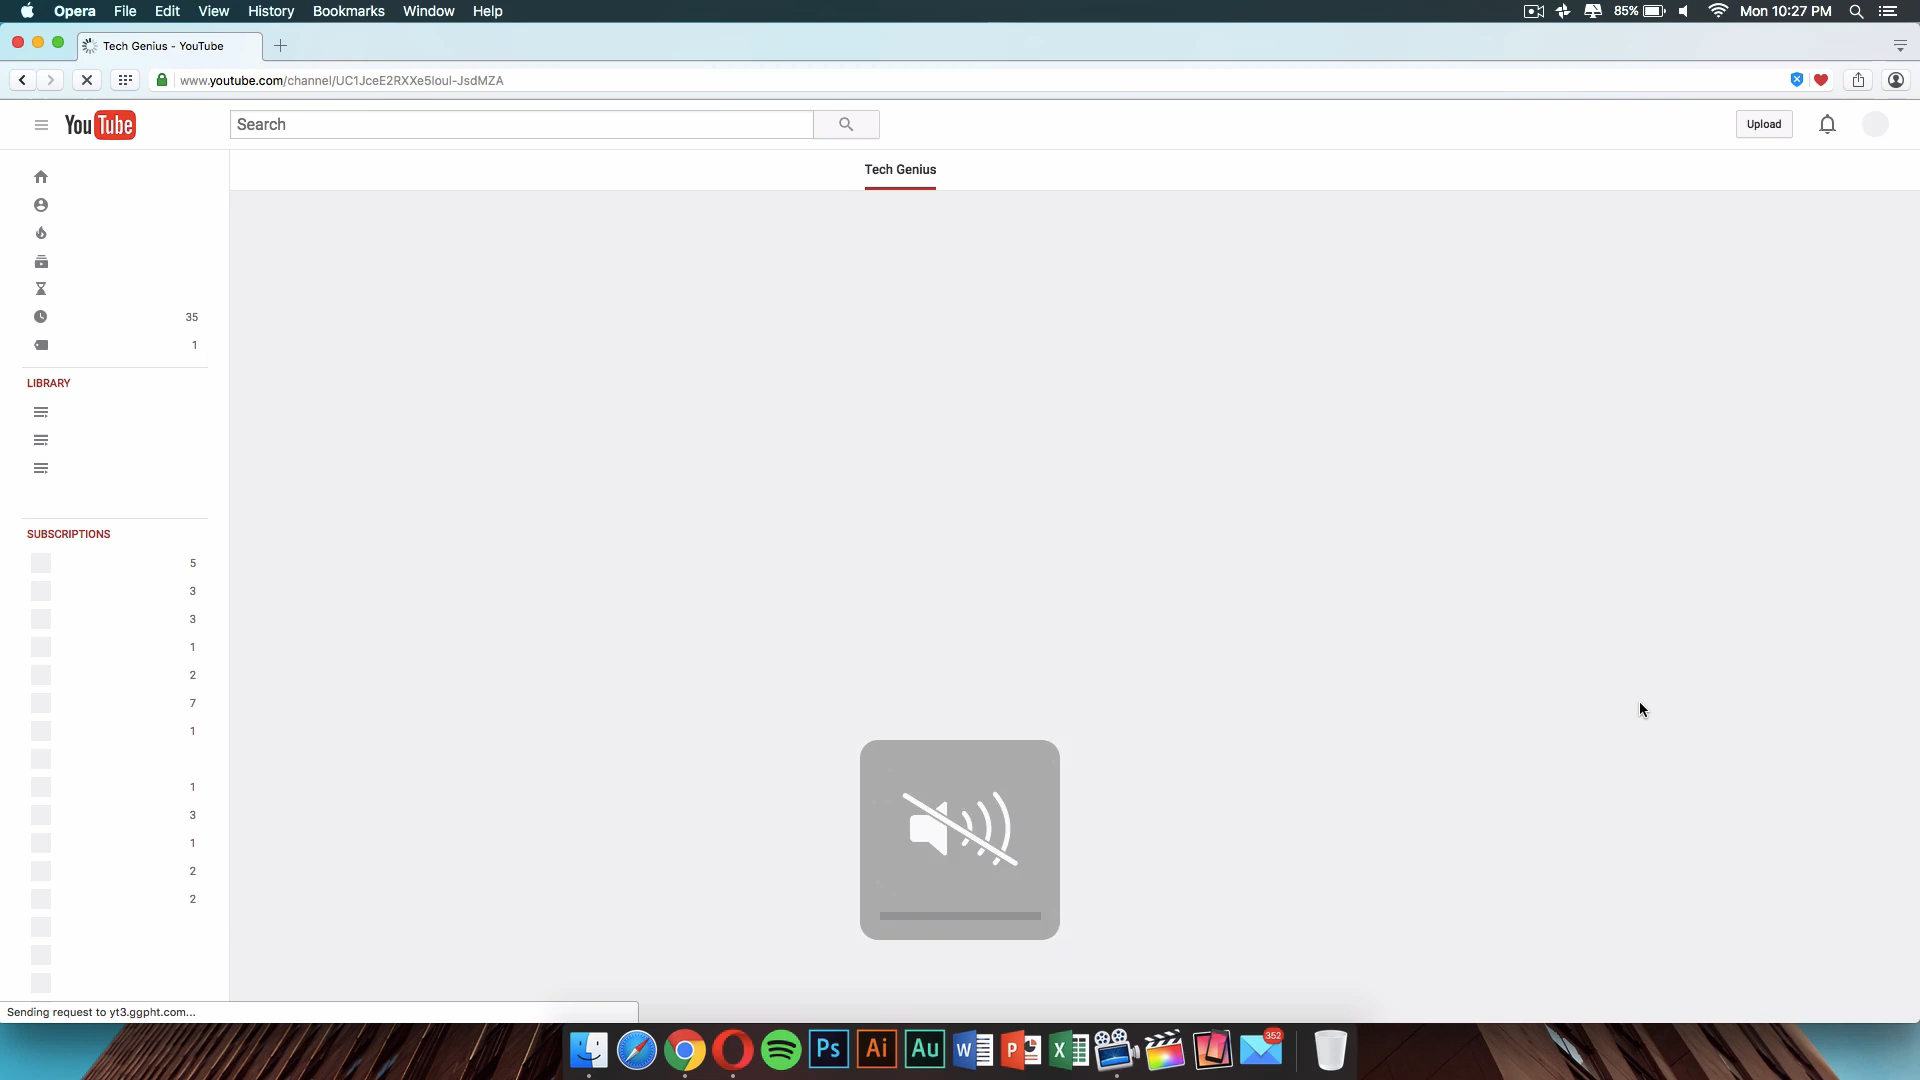 Opera File Edit View History Bookmarks Window Help
85% Mon 10:27 PM
Tech Genius - YouTube
www.youtube.com/channel/UC1JceE2RXXe5Ioul-JsdMZA
YouTube
Search
Upload
Tech Genius
35
1
LIBRARY
SUBSCRIPTIONS
5
3
3
1
2
7
1
1
3
1
2
2
Sending request to yt3.ggpht.com...
Ps Ai Au W P X 352